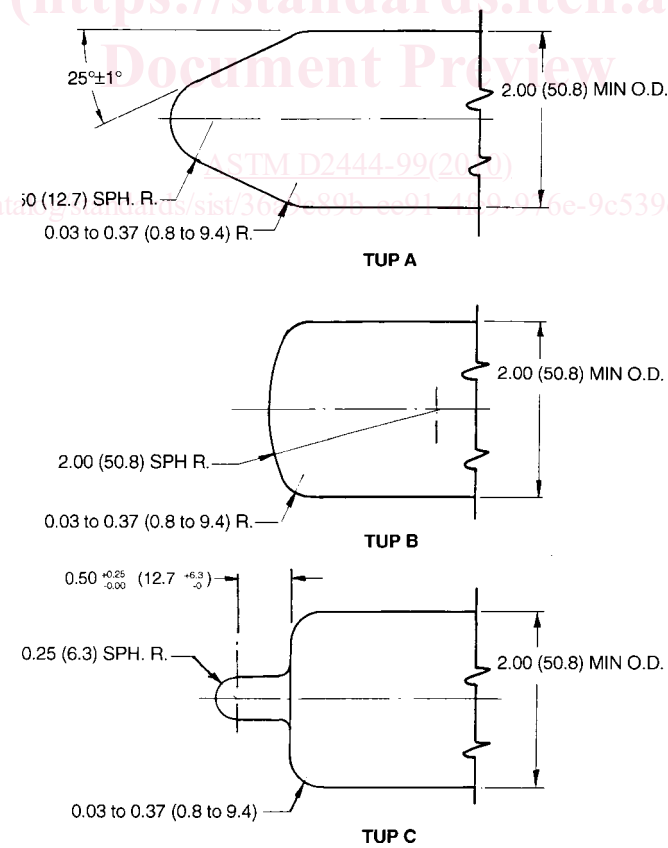 (https://standards.iteh.a
Document Preview
25°±1°
2.00 (50.8) MIN O.D.
ASTM D2444-99(2010)
50 (12.7) SPH. R.
0.03 to 0.37 (0.8 to 9.4) R.
TUP A
2.00 (50.8) MIN O.D.
2.00 (50.8) SPH R.
0.03 to 0.37 (0.8 to 9.4) R.
TUP B
0.50 +0.25 -0.00 (12.7 +6.3 -0)
0.25 (6.3) SPH. R.
2.00 (50.8) MIN O.D.
0.03 to 0.37 (0.8 to 9.4)
TUP C